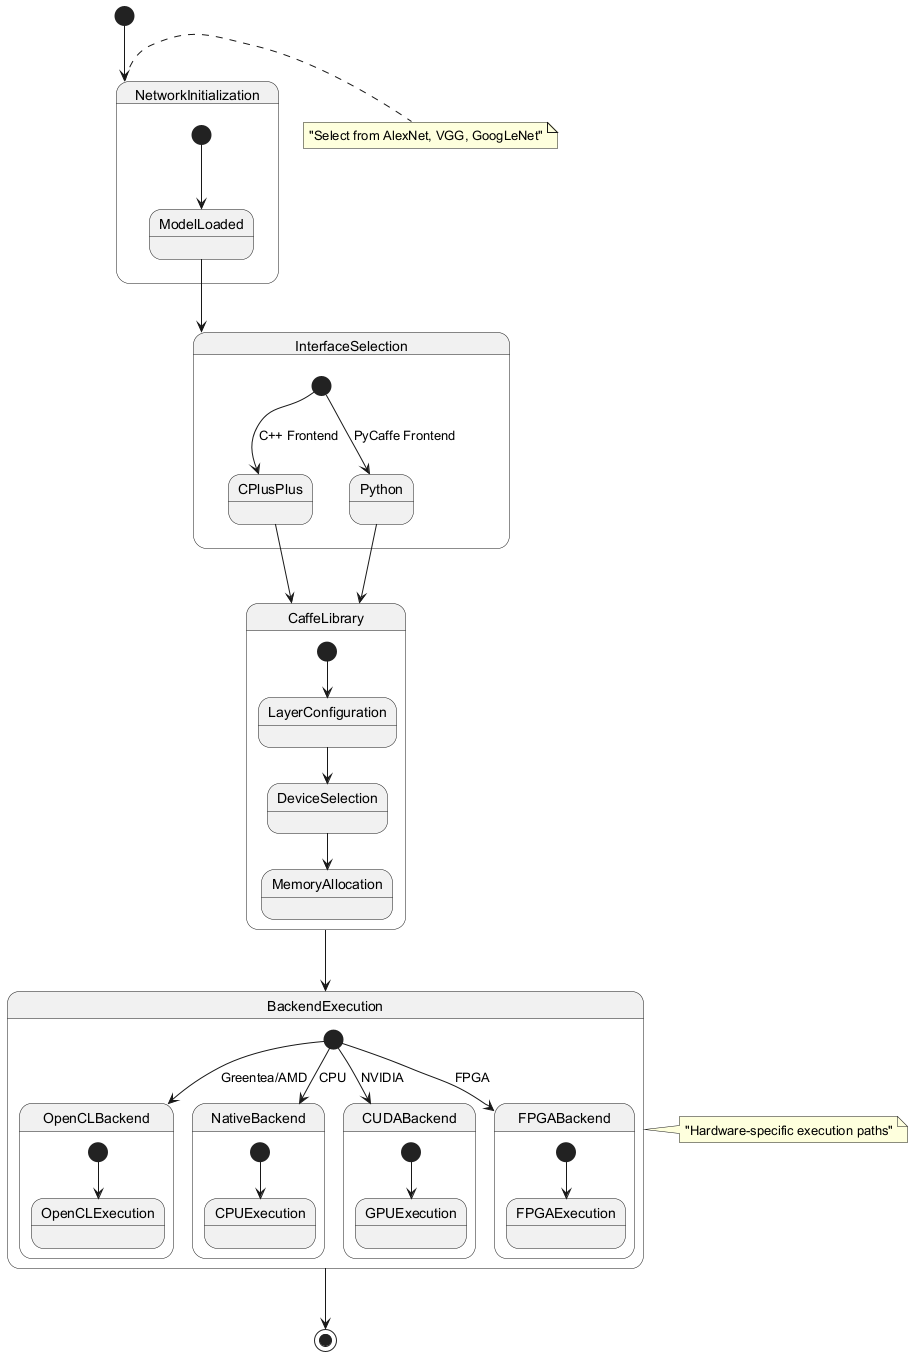 NetworkInitialization
"Select from AlexNet, VGG, GoogLeNet"
ModelLoaded
InterfaceSelection
C++ Frontend
PyCaffe Frontend
CPlusPlus
Python
CaffeLibrary
LayerConfiguration
DeviceSelection
MemoryAllocation
BackendExecution
Greentea/AMD
CPU
NVIDIA
FPGA
OpenCLBackend
NativeBackend
CUDABackend
FPGABackend
"Hardware-specific execution paths"
OpenCLExecution
CPUExecution
GPUExecution
FPGAExecution